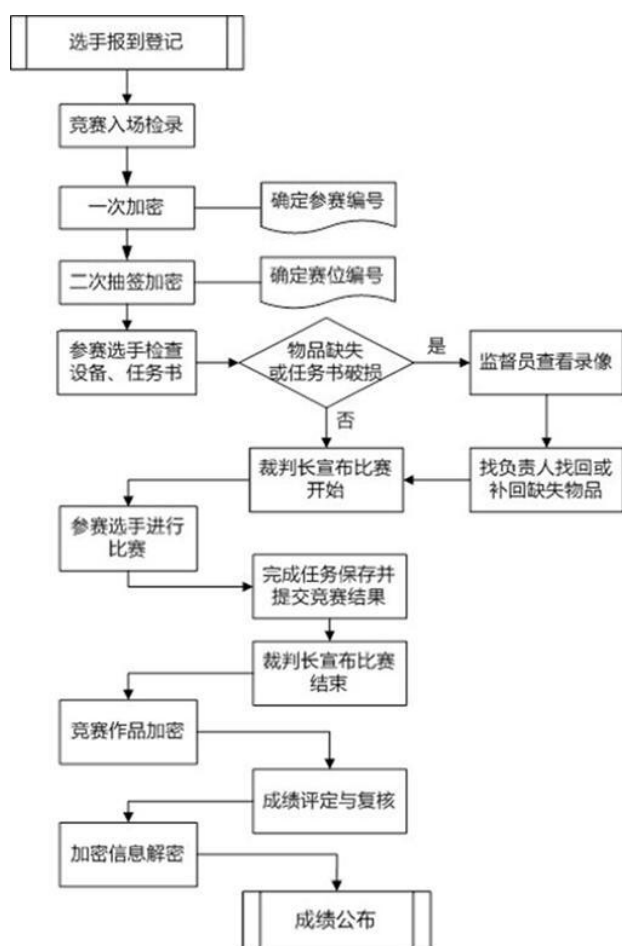 选手报到登记
竞赛入场检录
一次加密
确定参赛编号
二次抽签加密
确定赛位编号
参赛选手检查
设备、任务书
物品缺失
或任务书破损
是
监督员查看录像
否
找负责人找回或
补回缺失物品
裁判长宣布比赛
开始
参赛选手进行
比赛
完成任务保存并
提交竞赛结果
裁判长宣布比赛
结束
竞赛作品加密
成绩评定与复核
加密信息解密
成绩公布